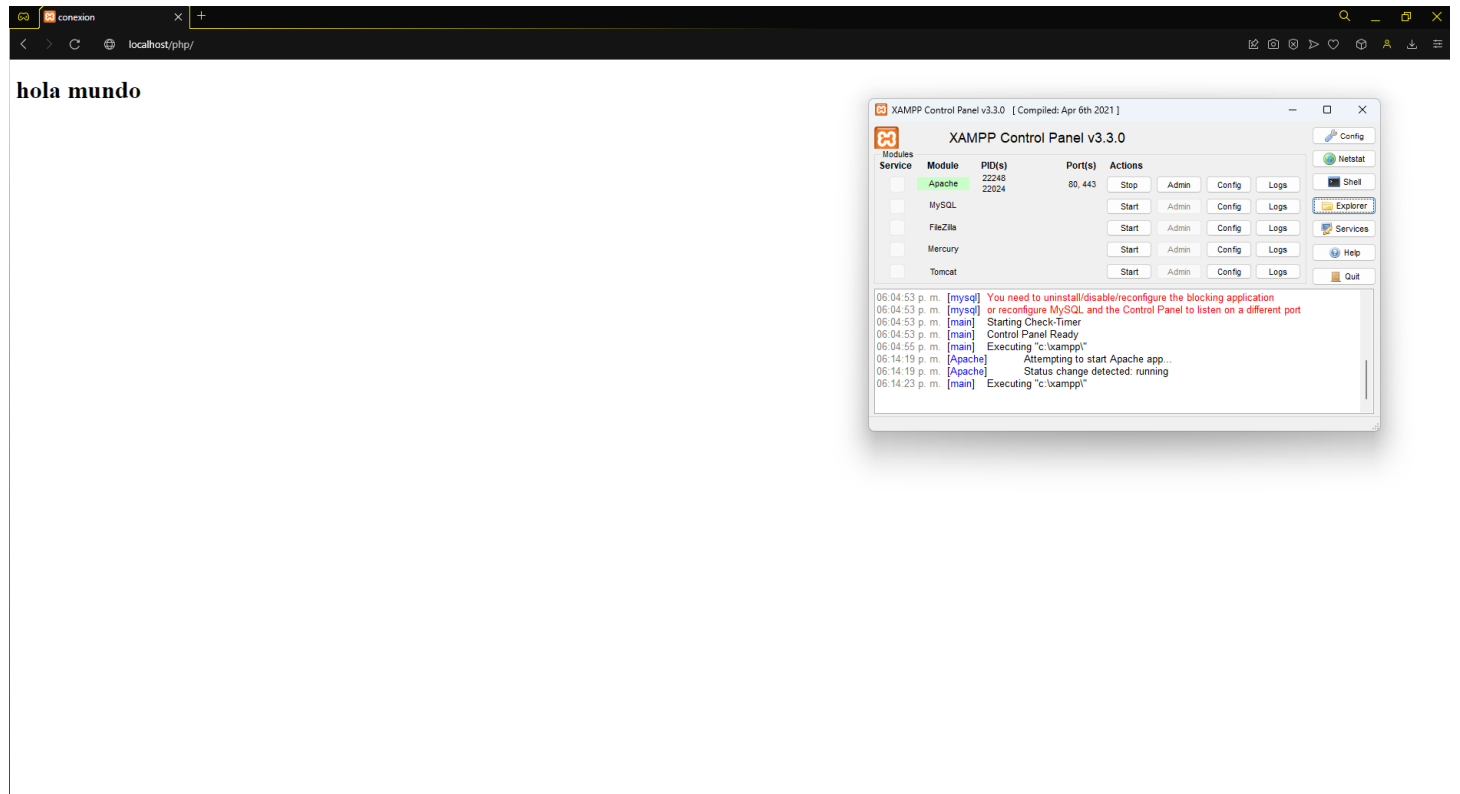 conexion
localhost/php/
hola mundo
XAMPP Control Panel v3.3.0 [ Compiled: Apr 6th 2021 ]
XAMPP Control Panel v3.3.0
Config
Modules
Netstat
Service Module PID(s) Port(s) Actions
Apache 22248 22024 80, 443 Stop Admin Config Logs
Shell
MySQL Start Admin Config Logs
Explorer
FileZilla Start Admin Config Logs
Services
Mercury Start Admin Config Logs
Help
Tomcat Start Admin Config Logs
Quit
06:04:53 p. m. [mysql] You need to uninstall/disable/reconfigure the blocking application
06:04:53 p. m. [mysql] or reconfigure MySQL and the Control Panel to listen on a different port
06:04:53 p. m. [main] Starting Check-Timer
06:04:53 p. m. [main] Control Panel Ready
06:04:55 p. m. [main] Executing "c:\xampp\"
06:14:19 p. m. [Apache] Attempting to start Apache app...
06:14:19 p. m. [Apache] Status change detected: running
06:14:23 p. m. [main] Executing "c:\xampp\"